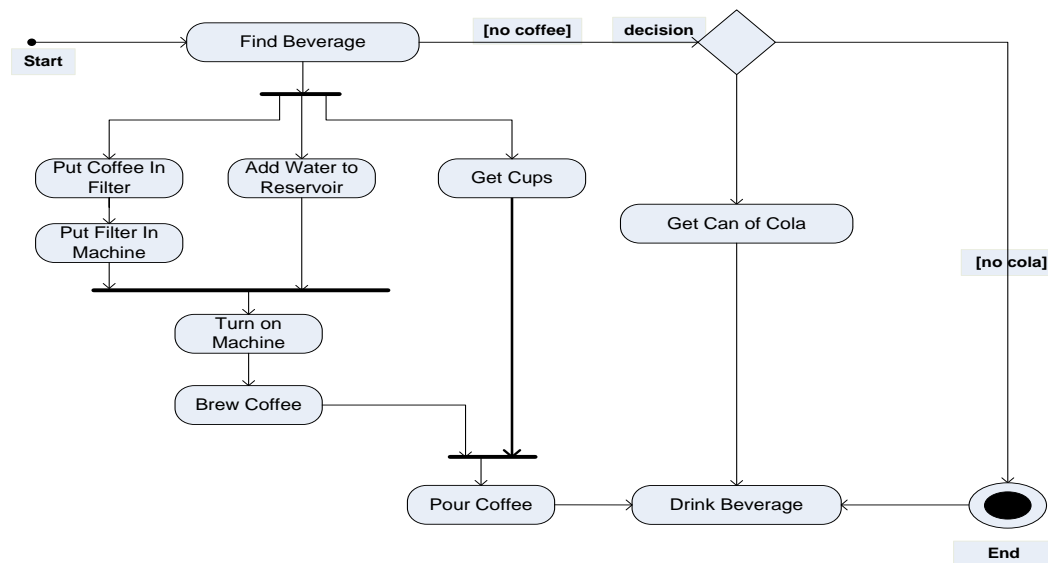 Start
Find Beverage
[no coffee]
decision
Put Coffee In
Filter
Add Water to
Reservoir
Get Cups
Get Can of Cola
Put Filter In
Machine
[no cola]
Turn on
Machine
Brew Coffee
Pour Coffee
Drink Beverage
End